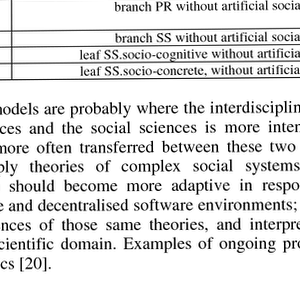 branch PR without artificial socia
branch SS without artificial socia
leaf SS.socio-cognitive without artificia
leaf SS.socio-concrete, without artificia
models are probably where the interdisciplin
ces and the social sciences is more inten
more often transferred between these two
ply theories of complex social systems
should become more adaptive in respo
e and decentralised software environments;
ences of those same theories, and interpre
cientific domain. Examples of ongoing pro
cs [20].